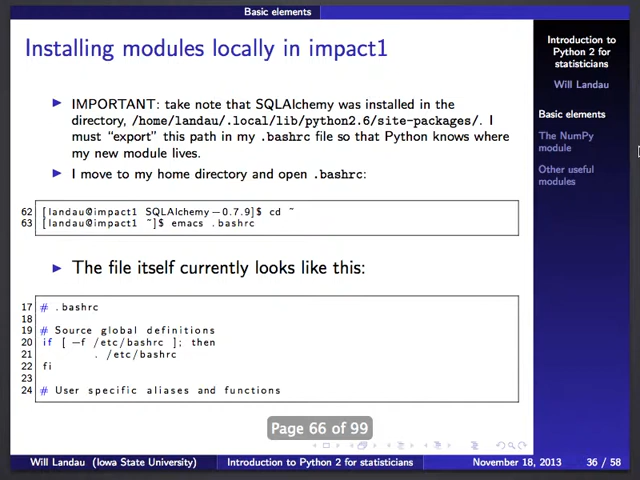 Basic elements
Installing modules locally in impact1
IMPORTANT: take note that SQLAlchemy was installed in the
directory, /home/landau/.local/lib/python2.6/site-packages/. I
must "export" this path in my .bashrc file so that Python knows where
my new module lives.
I move to my home directory and open .bashrc:
62 [landau@impact1 SQLAlchemy-0.7.9]$ cd ~
63 [landau@impact1 ~]$ emacs .bashrc
The file itself currently looks like this:
17 # .bashrc
18
19 # Source global definitions
20 if [ -f /etc/bashrc ]; then
21 . /etc/bashrc
22 fi
23
24 # User specific aliases and functions
Page 66 of 99
Introduction to
Python 2 for
statisticians
Will Landau
Basic elements
The NumPy
module
Other useful
modules
Will Landau (Iowa State University) Introduction to Python 2 for statisticians November 18, 2013 36 / 58